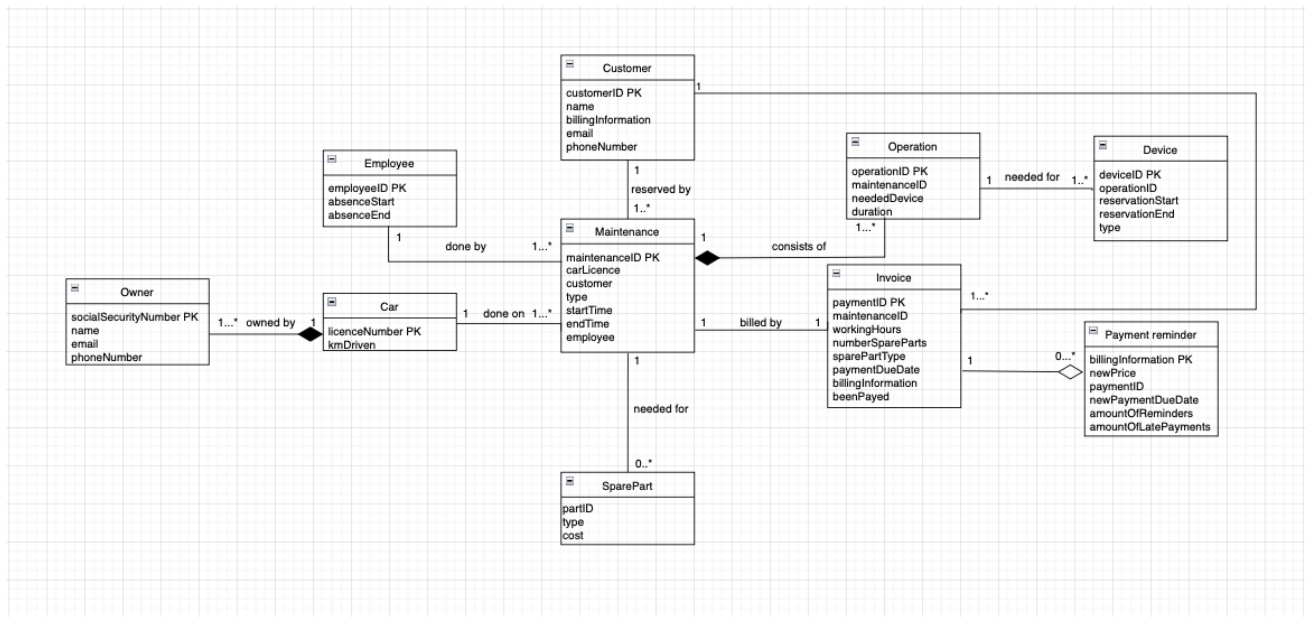 Customer
customerID PK
name
billingInformation
email
phoneNumber
1
1
reserved by
1..*
Employee
employeeID PK
absenceStart
absenceEnd
1
done by
1...*
Operation
operationID PK
maintenanceID
neededDevice
duration
1
needed for
1..*
Device
deviceID PK
operationID
reservationStart
reservationEnd
type
Maintenance
maintenanceID PK
carLicence
customer
type
startTime
endTime
employee
1
consists of
1...*
Owner
socialSecurityNumber PK
name
email
phoneNumber
1...*
owned by
1
Car
licenceNumber PK
kmDriven
1
done on
1...*
1
billed by
1
Invoice
paymentID PK
maintenanceID
workingHours
numberSpareParts
sparePartType
paymentDueDate
billingInformation
beenPayed
1...*
1
0...*
Payment reminder
billingInformation PK
newPrice
paymentID
newPaymentDueDate
amountOfReminders
amountOfLatePayments
1
needed for
0..*
SparePart
partID
type
cost